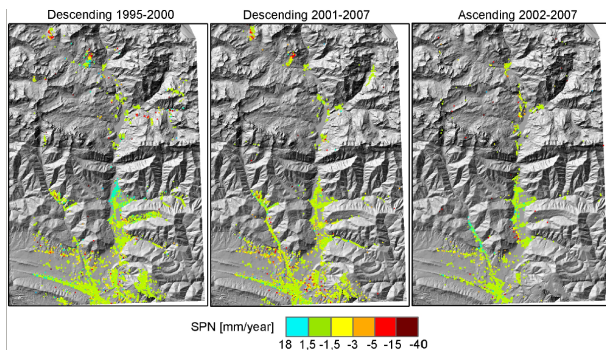 Descending 1995-2000 Descending 2001-2007 Ascending 2002-2007
SPN [mm/year]
18 1,5 -1,5 -3 -5 -15 -40